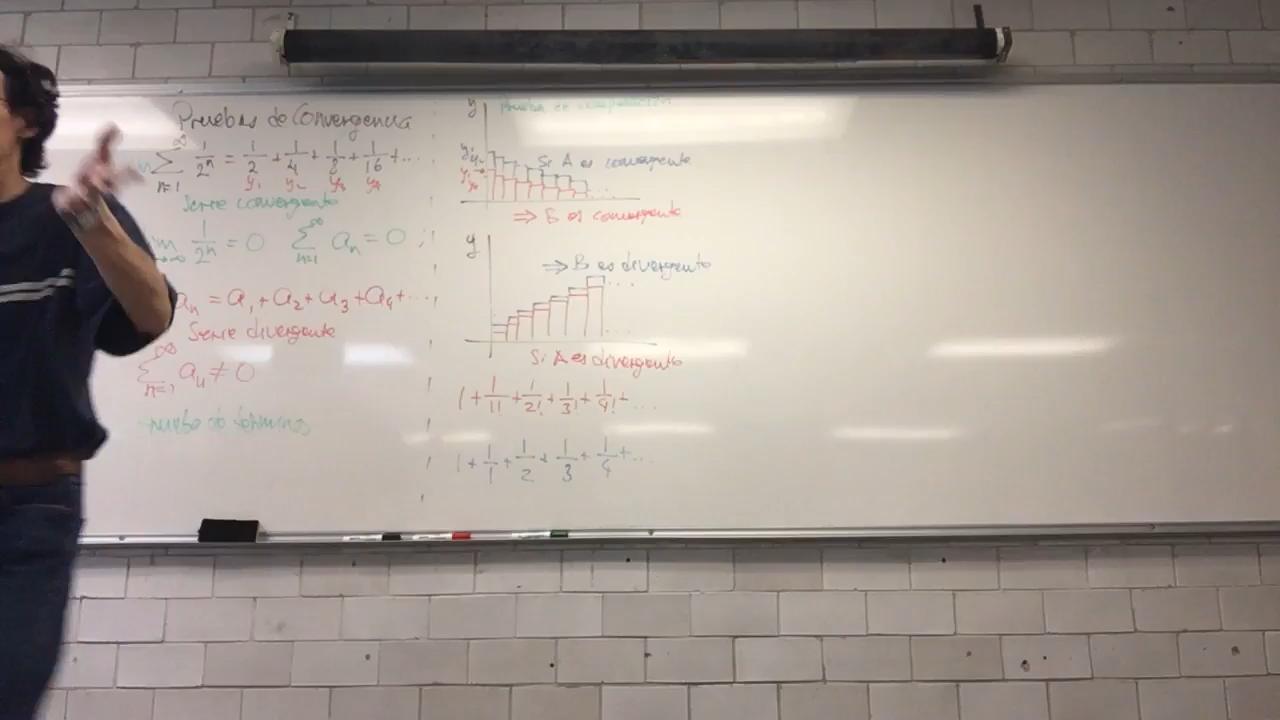 Pruebas de Convergencia
∞
∑ 1/2ⁿ = 1/2 + 1/4 + 1/8 + 1/16 + ...
n=1
y₁ y₂ y₃ y₄
Serie convergente
1/2ⁿ = 0 ∑ aₙ = 0 ;
n=1
aₙ = a₁ + a₂ + a₃ + a₄ + ...
Serie divergente
∞
∑ aₙ ≠ 0
n=1
y Prueba de comparación
Si A es convergente
⇒ B es convergente
y
⇒ B es divergente
Si A es divergente
1 + 1/1! + 1/2! + 1/3! + 1/4! + ...
1 + 1/1 + 1/2 + 1/3 + 1/4 + ...